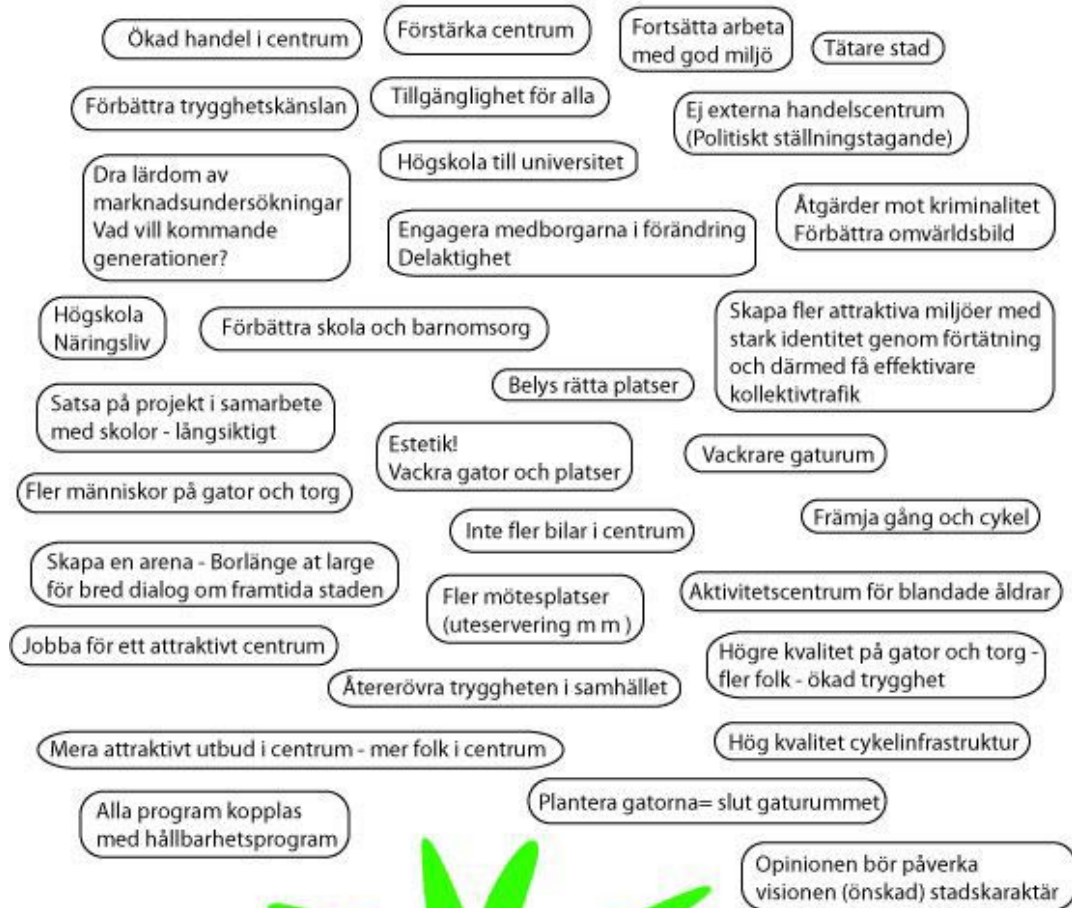 Ökad handel i centrum
Förstärka centrum
Fortsätta arbeta
med god miljö
Tätare stad
Förbättra trygghetskänslan
Tillgänglighet för alla
Ej externa handelscentrum
(Politiskt ställningstagande)
Högskola till universitet
Dra lärdom av
marknadsundersökningar
Vad vill kommande
generationer?
Engagera medborgarna i förändring
Delaktighet
Åtgärder mot kriminalitet
Förbättra omvärldsbild
Högskola
Näringsliv
Förbättra skola och barnomsorg
Skapa fler attraktiva miljöer med
stark identitet genom förtätning
och därmed få effektivare
kollektivtrafik
Belys rätta platser
Satsa på projekt i samarbete
med skolor - långsiktigt
Estetik!
Vackra gator och platser
Vackrare gaturum
Fler människor på gator och torg
Inte fler bilar i centrum
Främja gång och cykel
Skapa en arena - Borlänge at large
för bred dialog om framtida staden
Fler mötesplatser
(uteservering m m )
Aktivitetscentrum för blandade åldrar
Jobba för ett attraktivt centrum
Högre kvalitet på gator och torg -
fler folk - ökad trygghet
Återerövra tryggheten i samhället
Mera attraktivt utbud i centrum - mer folk i centrum
Hög kvalitet cykelinfrastruktur
Plantera gatorna= slut gaturummet
Alla program kopplas
med hållbarhetsprogram
Opinionen bör påverka
visionen (önskad) stadskaraktär